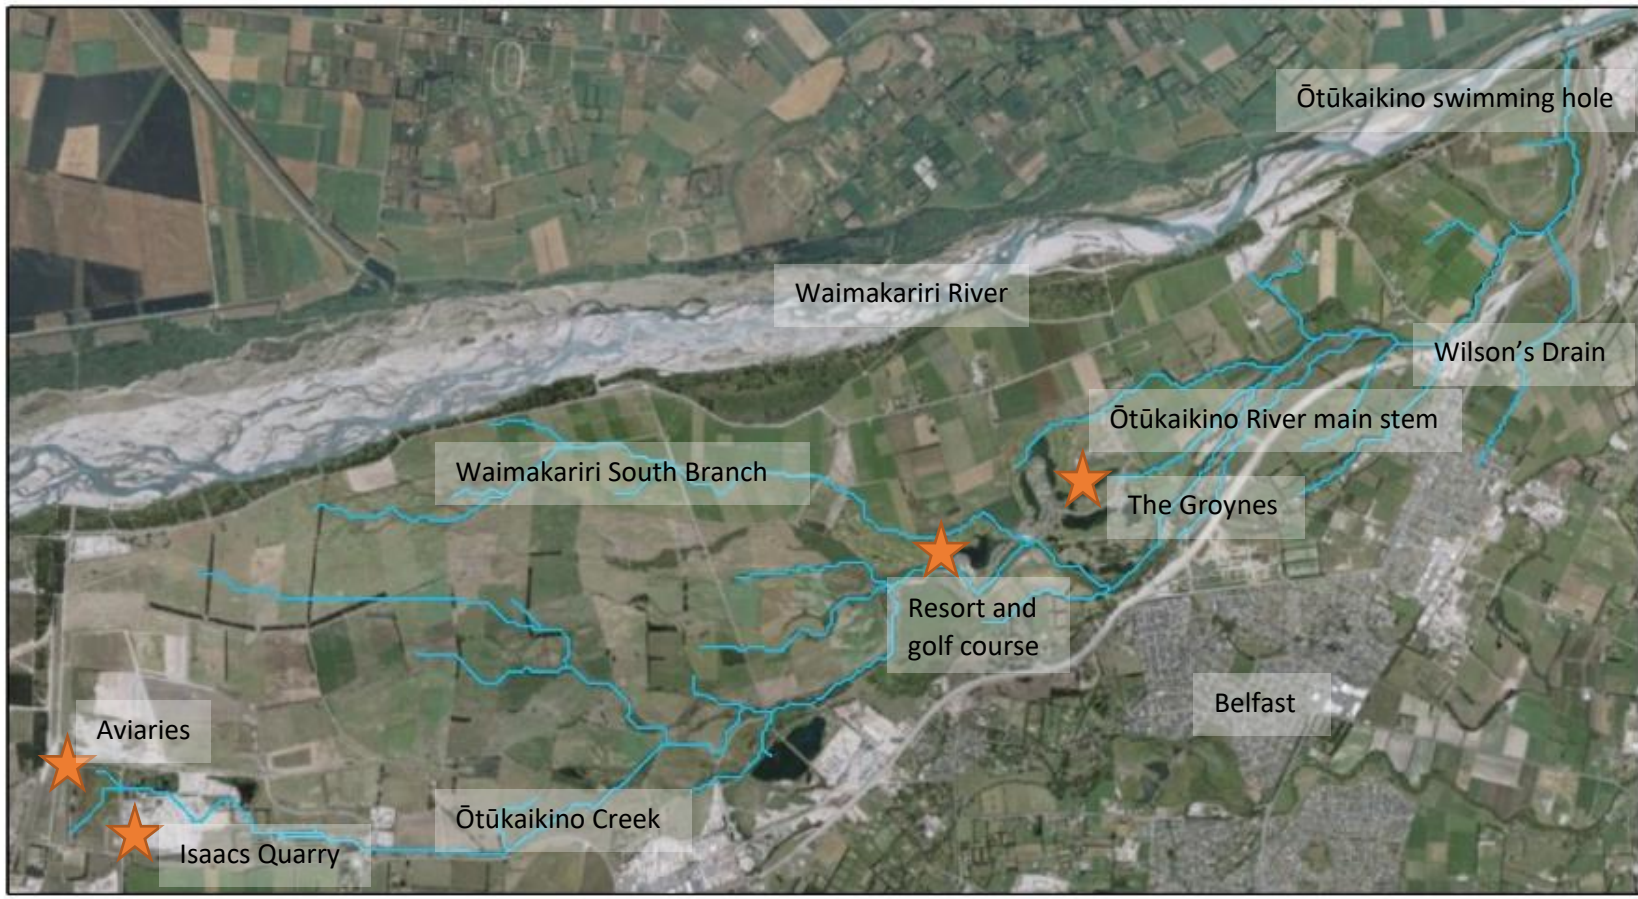 Ōtūkaikino swimming hole
Waimakariri River
Wilson's Drain
Ōtūkaikino River main stem
Waimakariri South Branch
The Groynes
Resort and
golf course
Belfast
Aviaries
Ōtūkaikino Creek
Isaacs Quarry